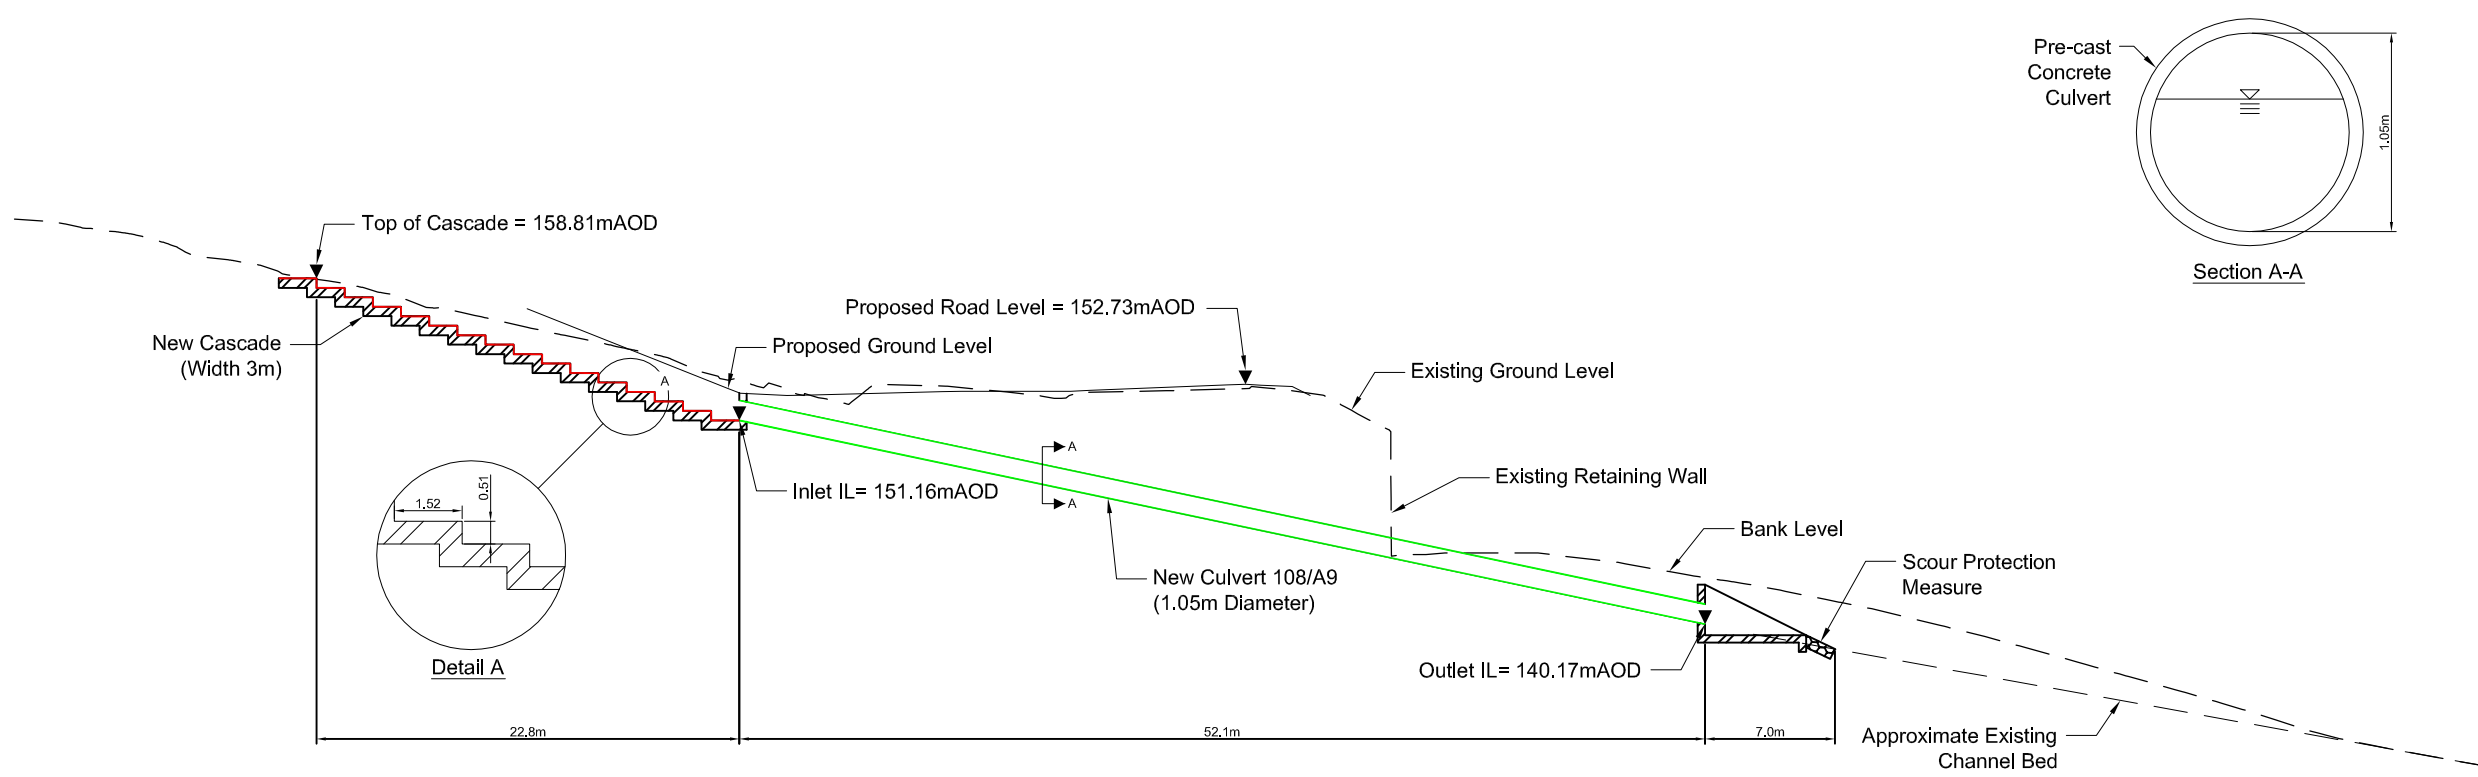 Pre-cast
Concrete
Culvert
1.05m
Section A-A
Top of Cascade = 158.81mAOD
Proposed Road Level = 152.73mAOD
New Cascade
(Width 3m)
Proposed Ground Level
Existing Ground Level
A
A
A
Inlet IL= 151.16mAOD
Existing Retaining Wall
1.52
0.51
Bank Level
New Culvert 108/A9
(1.05m Diameter)
Scour Protection
Measure
Detail A
Outlet IL= 140.17mAOD
22.8m
52.1m
7.0m
Approximate Existing
Channel Bed